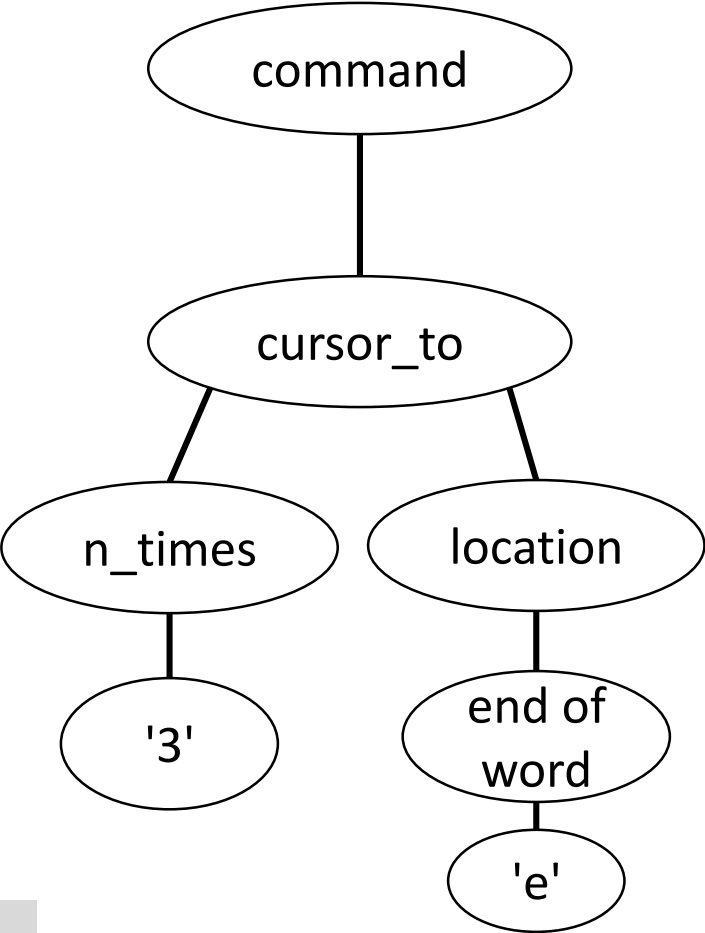 command
cursor_to
n_times
location
end of
word
'3'
'e'